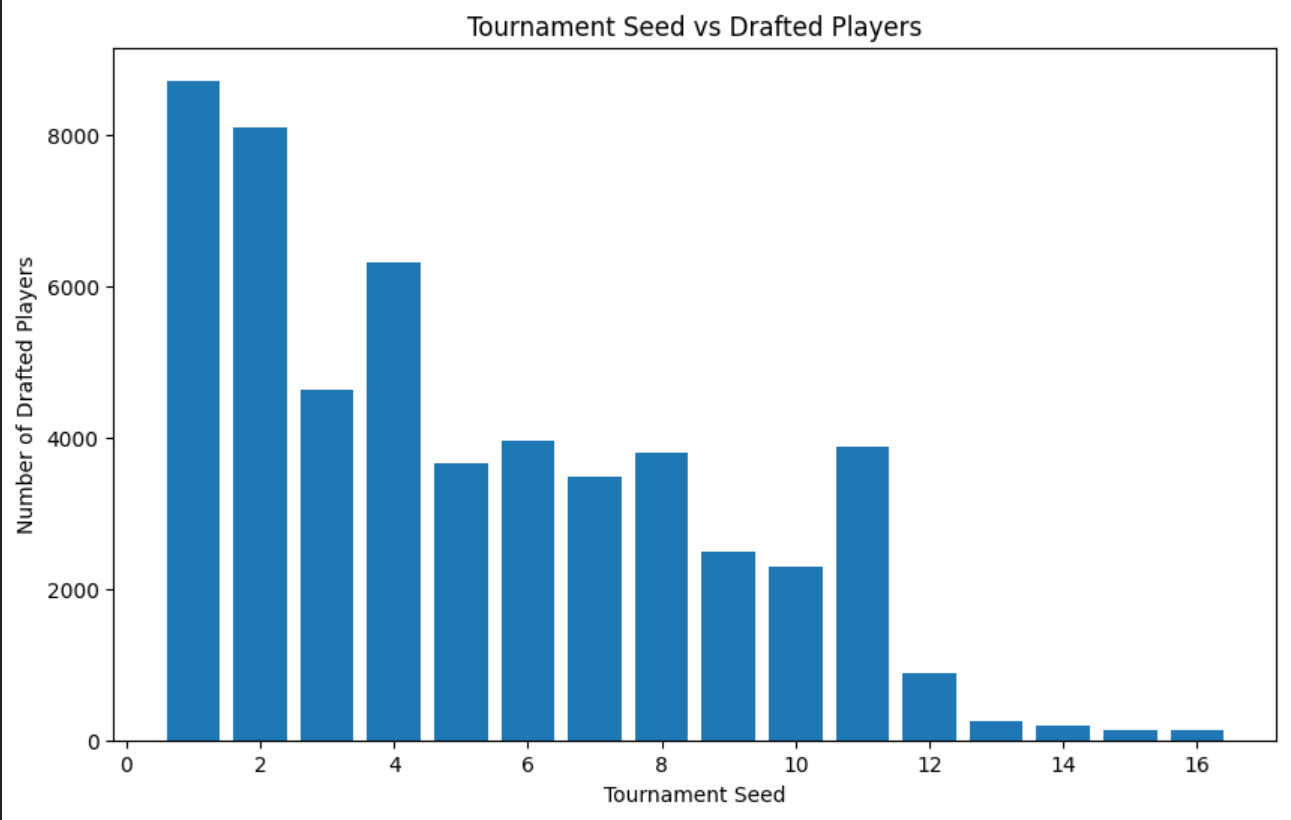 Tournament Seed vs Drafted Players
Number of Drafted Players
8000
6000
4000
2000
0
0 2 4 6 8 10 12 14 16
Tournament Seed